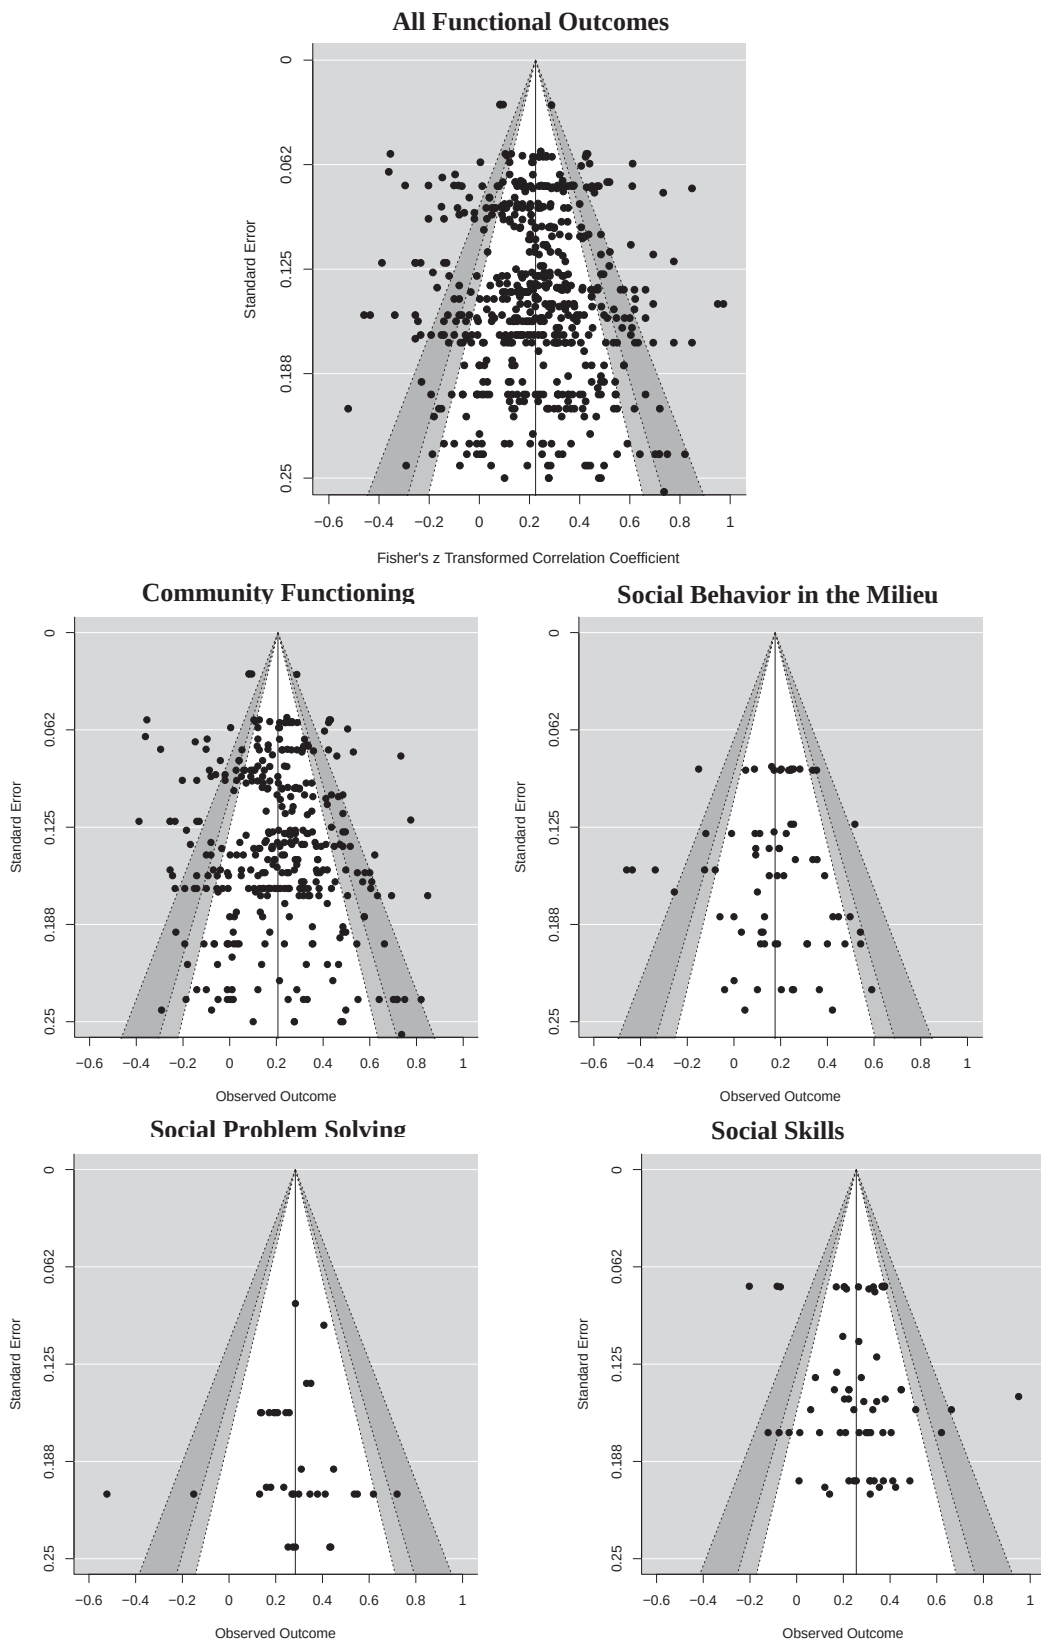 All Functional Outcomes
0
0.062
0.125
0.188
0.25
Standard Error
−0.6 −0.4 −0.2 0 0.2 0.4 0.6 0.8 1
Fisher's z Transformed Correlation Coefficient
Community Functioning
0
0.062
0.125
0.188
0.25
Standard Error
−0.6 −0.4 −0.2 0 0.2 0.4 0.6 0.8 1
Observed Outcome
Social Behavior in the Milieu
0
0.062
0.125
0.188
0.25
Standard Error
−0.6 −0.4 −0.2 0 0.2 0.4 0.6 0.8 1
Observed Outcome
Social Problem Solving
0
0.062
0.125
0.188
0.25
Standard Error
−0.6 −0.4 −0.2 0 0.2 0.4 0.6 0.8 1
Observed Outcome
Social Skills
0
0.062
0.125
0.188
0.25
Standard Error
−0.6 −0.4 −0.2 0 0.2 0.4 0.6 0.8 1
Observed Outcome